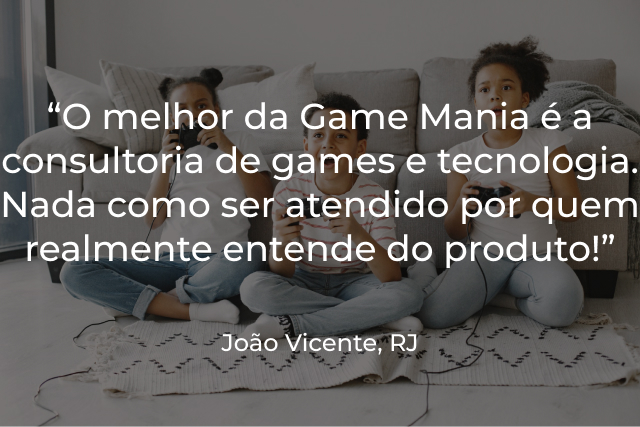 “O melhor da Game Mania é a
consultoria de games e tecnologia.
Nada como ser atendido por quem
realmente entende do produto!”
João Vicente, RJ